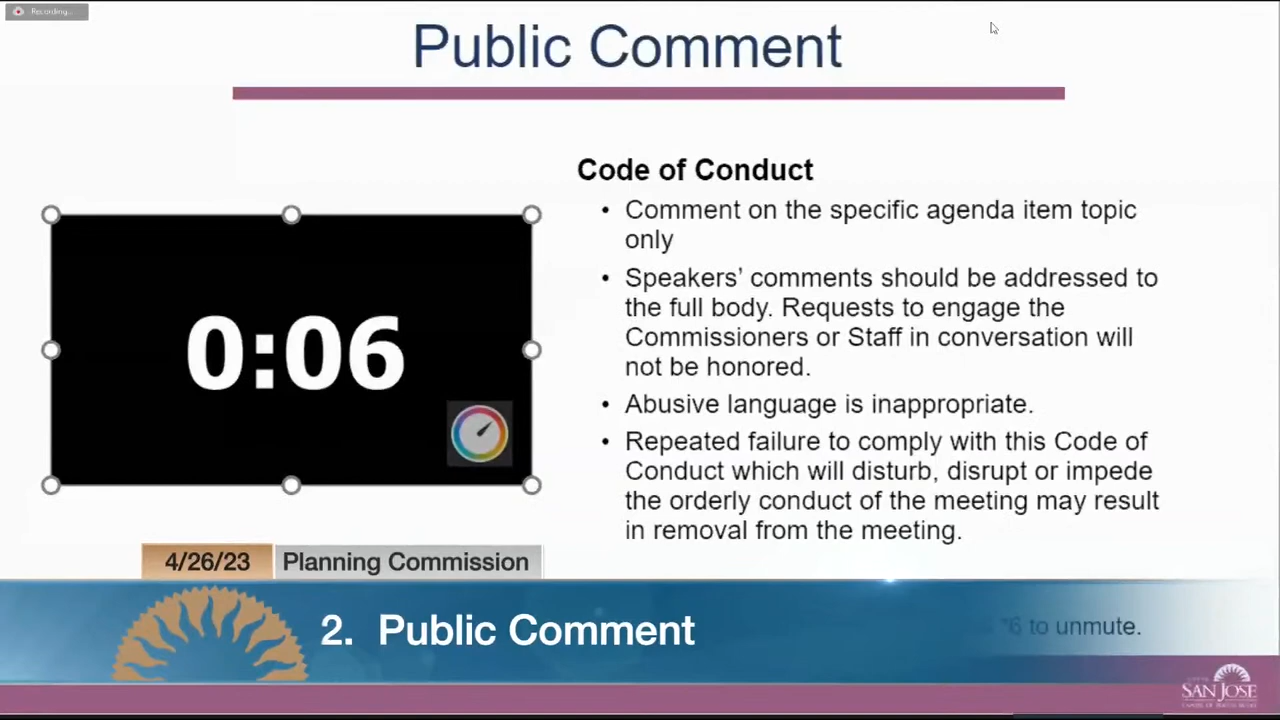 Recording...
Public Comment
Code of Conduct
• Comment on the specific agenda item topic
only
• Speakers’ comments should be addressed to
the full body. Requests to engage the
Commissioners or Staff in conversation will
not be honored.
• Abusive language is inappropriate.
• Repeated failure to comply with this Code of
Conduct which will disturb, disrupt or impede
the orderly conduct of the meeting may result
in removal from the meeting.
0:06
4/26/23 Planning Commission
2. Public Comment
*6 to unmute.
SAN JOSE